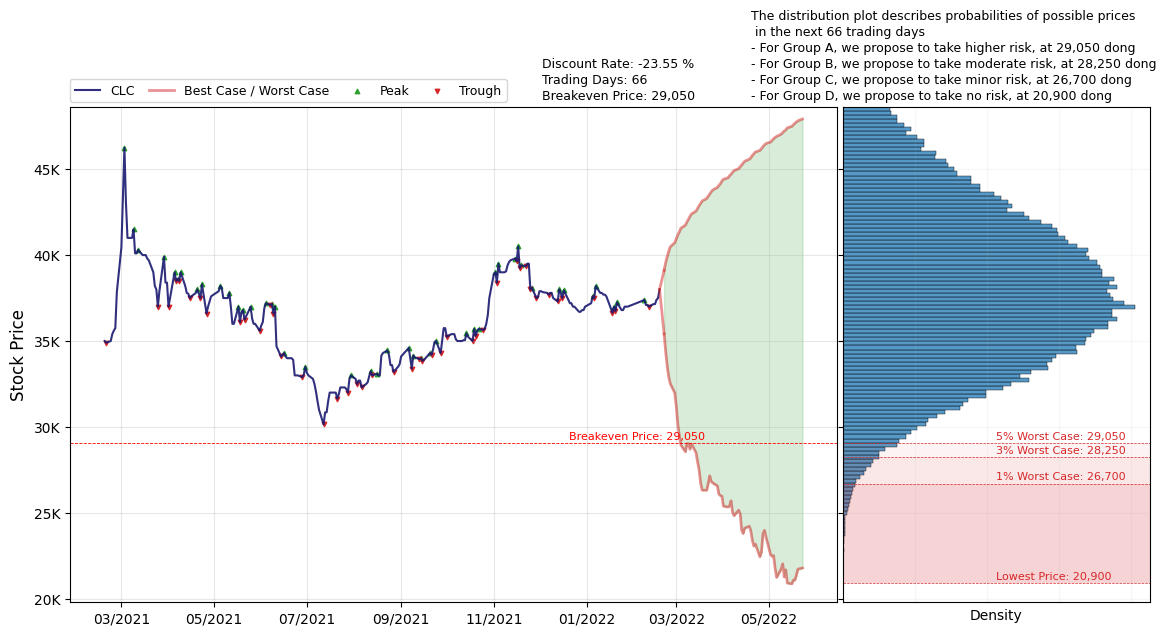 The distribution plot describes probabilities of possible prices
in the next 66 trading days
- For Group A, we propose to take higher risk, at 29,050 dong
- For Group B, we propose to take moderate risk, at 28,250 dong
- For Group C, we propose to take minor risk, at 26,700 dong
- For Group D, we propose to take no risk, at 20,900 dong
Discount Rate: -23.55 %
Trading Days: 66
Breakeven Price: 29,050
CLC
Best Case / Worst Case
Peak
Trough
Stock Price
45K
40K
35K
30K
25K
20K
Breakeven Price: 29,050
03/2021
05/2021
07/2021
09/2021
11/2021
01/2022
03/2022
05/2022
5% Worst Case: 29,050
3% Worst Case: 28,250
1% Worst Case: 26,700
Lowest Price: 20,900
Density